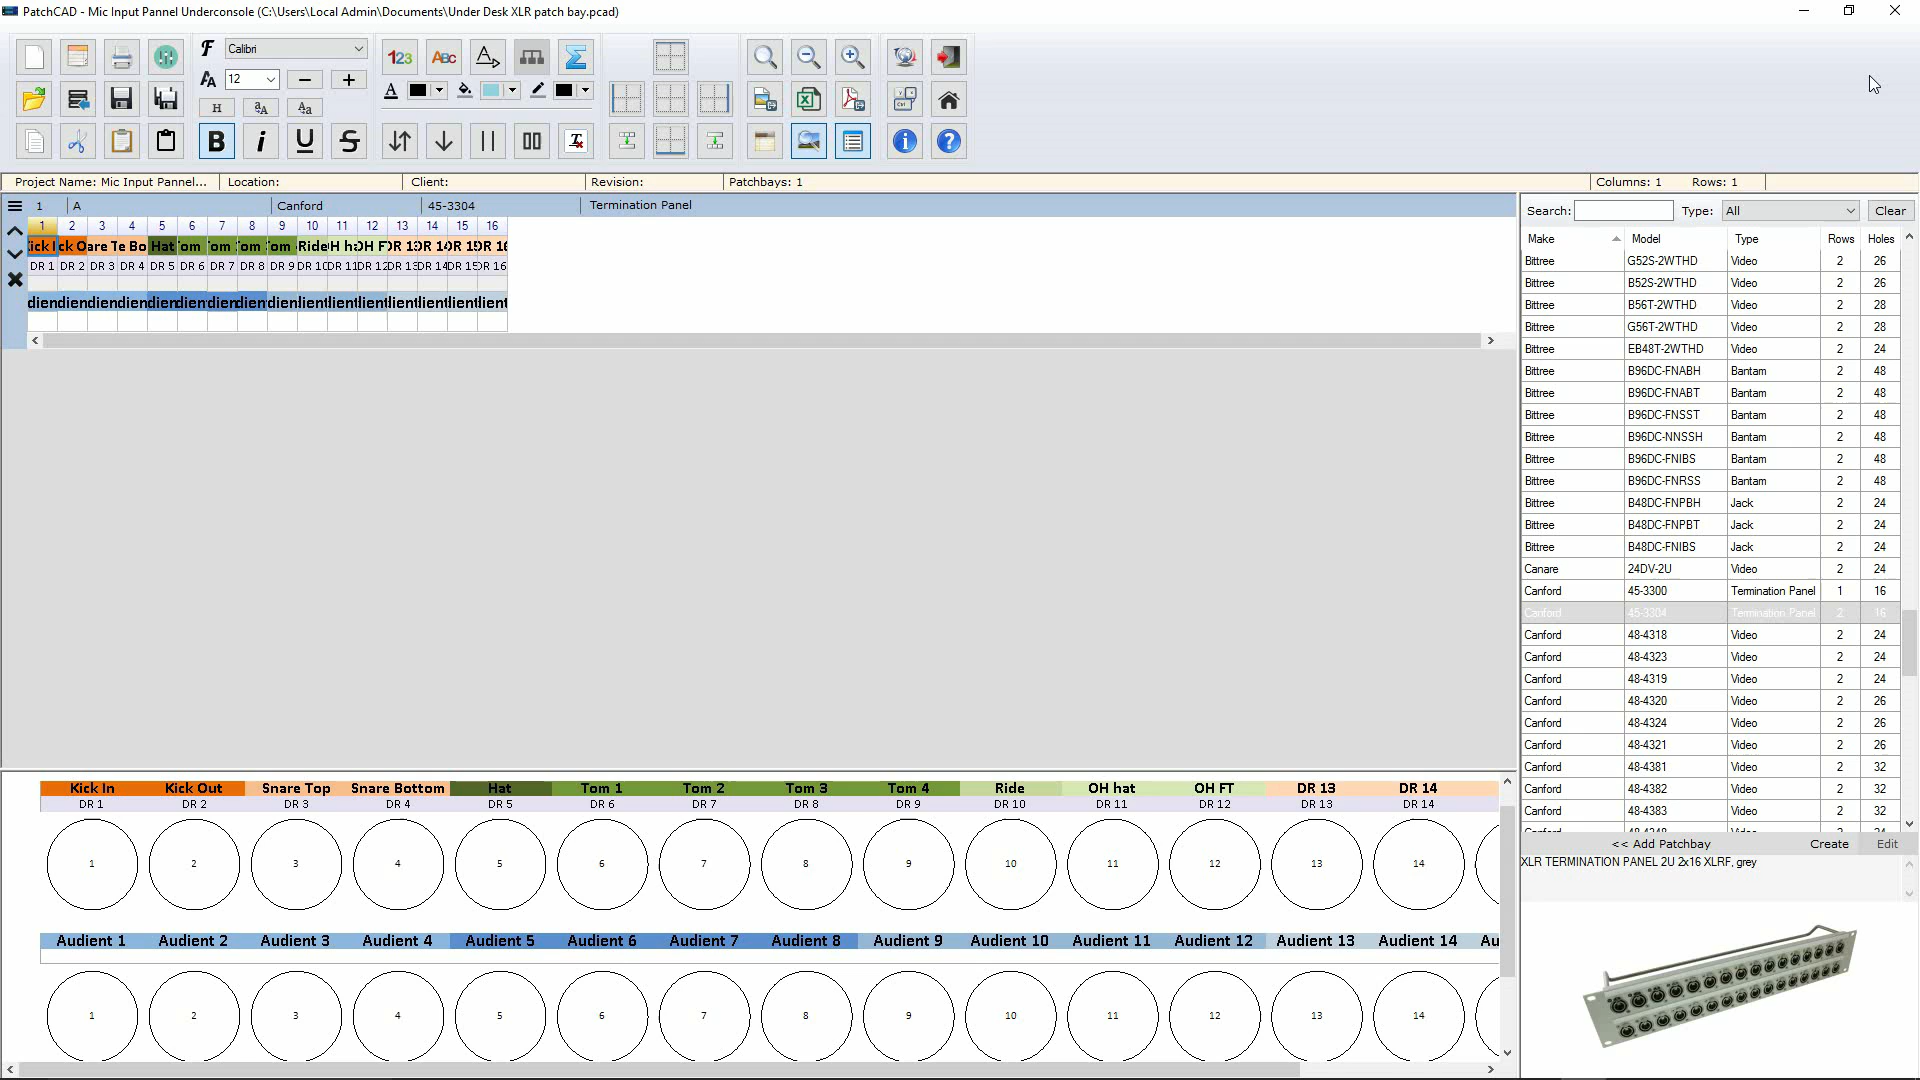 PatchCAD - Mic Input Pannel Underconsole (C:\Users\Local Admin\Documents\Under Desk XLR patch bay.pcad)
Calibri
12
123 ABC
H aA Aa
B i U S
Project Name: Mic Input Pannel... Location: Client: Revision: Patchbays: 1 Columns: 1 Rows: 1
1 A Canford 45-3304 Termination Panel
1 2 3 4 5 6 7 8 9 10 11 12 13 14 15 16
Hat Ride
DR 1 DR 2 DR 3 DR 4 DR 5 DR 6 DR 7 DR 8 DR 9
Search: Type: All Clear
Make Model Type Rows Holes
Bittree G52S-2WTHD Video 2 26
Bittree B52S-2WTHD Video 2 26
Bittree B56T-2WTHD Video 2 28
Bittree G56T-2WTHD Video 2 28
Bittree EB48T-2WTHD Video 2 24
Bittree B96DC-FNABH Bantam 2 48
Bittree B96DC-FNABT Bantam 2 48
Bittree B96DC-FNSST Bantam 2 48
Bittree B96DC-NNSSH Bantam 2 48
Bittree B96DC-FNIBS Bantam 2 48
Bittree B96DC-FNRSS Bantam 2 48
Bittree B48DC-FNPBH Jack 2 24
Bittree B48DC-FNPBT Jack 2 24
Bittree B48DC-FNIBS Jack 2 24
Canare 24DV-2U Video 2 24
Canford 45-3300 Termination Panel 1 16
Canford 45-3304 Termination Panel 2 16
Canford 48-4318 Video 2 24
Canford 48-4323 Video 2 24
Canford 48-4319 Video 2 24
Canford 48-4320 Video 2 26
Canford 48-4324 Video 2 26
Canford 48-4321 Video 2 26
Canford 48-4381 Video 2 32
Canford 48-4382 Video 2 32
Canford 48-4383 Video 2 32
<< Add Patchbay Create Edit
XLR TERMINATION PANEL 2U 2x16 XLRF, grey
Kick In Kick Out Snare Top Snare Bottom Hat Tom 1 Tom 2 Tom 3 Tom 4 Ride OH hat OH FT DR 13 DR 14
DR 1 DR 2 DR 3 DR 4 DR 5 DR 6 DR 7 DR 8 DR 9 DR 10 DR 11 DR 12 DR 13 DR 14
1 2 3 4 5 6 7 8 9 10 11 12 13 14
Audient 1 Audient 2 Audient 3 Audient 4 Audient 5 Audient 6 Audient 7 Audient 8 Audient 9 Audient 10 Audient 11 Audient 12 Audient 13 Audient 14 Au
1 2 3 4 5 6 7 8 9 10 11 12 13 14